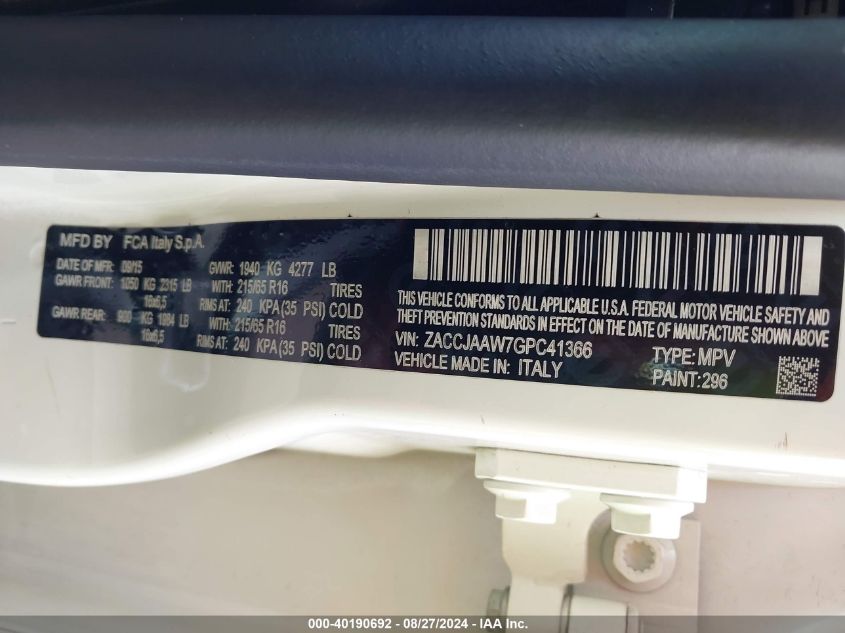 MFD BY FCA Italy S.p.A.
DATE OF MFR: 09/15 GVWR: 1940 KG 4277 LB
GAWR FRONT: 1050 KG 2315 LB WITH: 215/65 R16 TIRES
16x6,5 RIMS AT: 240 KPA(35 PSI) COLD
GAWR REAR: KG LB WITH: 215/65 R16 TIRES
16x6,5 RIMS AT: 240 KPA(35 PSI) COLD
THIS VEHICLE CONFORMS TO ALL APPLICABLE U.S.A. FEDERAL MOTOR VEHICLE SAFETY AND
THEFT PREVENTION STANDARDS IN EFFECT ON THE DATE OF MANUFACTURE SHOWN ABOVE.
VIN: ZACCJAAW7GPC41366 TYPE: MPV
VEHICLE MADE IN: ITALY PAINT: 296
000-40190692 - 08/27/2024 - IAA Inc.